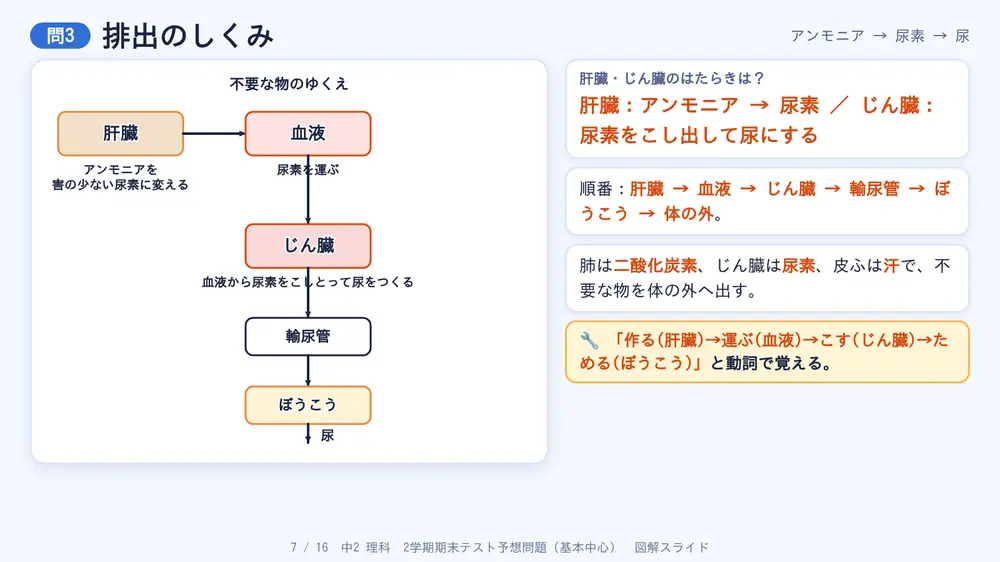 問3 排出のしくみ
アンモニア → 尿素 → 尿
不要な物のゆくえ
肝臓
血液
アンモニアを
害の少ない尿素に変える
尿素を運ぶ
じん臓
血液から尿素をこしとって尿をつくる
輸尿管
ぼうこう
尿
肝臓・じん臓のはたらきは？
肝臓：アンモニア → 尿素 ／ じん臓：
尿素をこし出して尿にする
順番：肝臓 → 血液 → じん臓 → 輸尿管 → ぼ
うこう → 体の外。
肺は二酸化炭素、じん臓は尿素、皮ふは汗で、不
要な物を体の外へ出す。
🔧 「作る(肝臓)→運ぶ(血液)→こす(じん臓)→た
める(ぼうこう)」と動詞で覚える。
7 / 16 中2 理科 2学期期末テスト予想問題（基本中心） 図解スライド